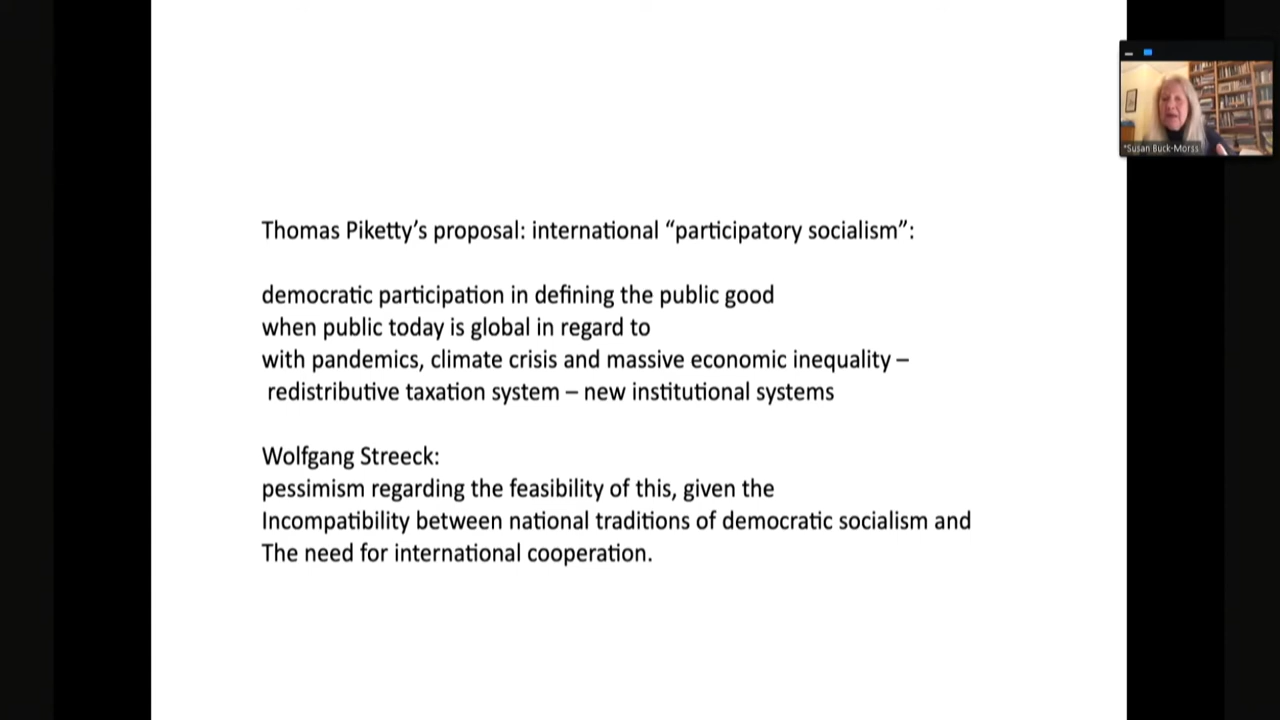 Thomas Piketty’s proposal: international “participatory socialism”:
democratic participation in defining the public good
when public today is global in regard to
with pandemics, climate crisis and massive economic inequality –
redistributive taxation system – new institutional systems
Wolfgang Streeck:
pessimism regarding the feasibility of this, given the
Incompatibility between national traditions of democratic socialism and
The need for international cooperation.
*Susan Buck-Morss